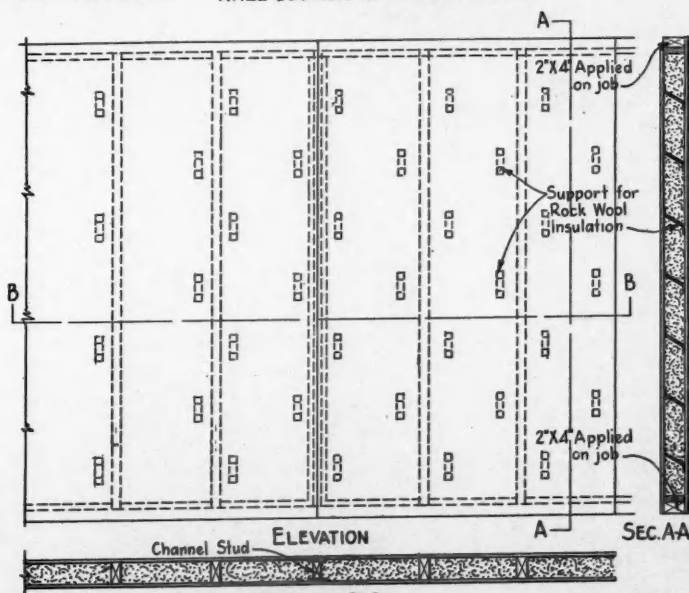 A
2"X4" Applied
on job
Support for
Rock Wool
Insulation
B
B
2"X4" Applied
on job
A
ELEVATION
SEC.A-A
Channel Stud